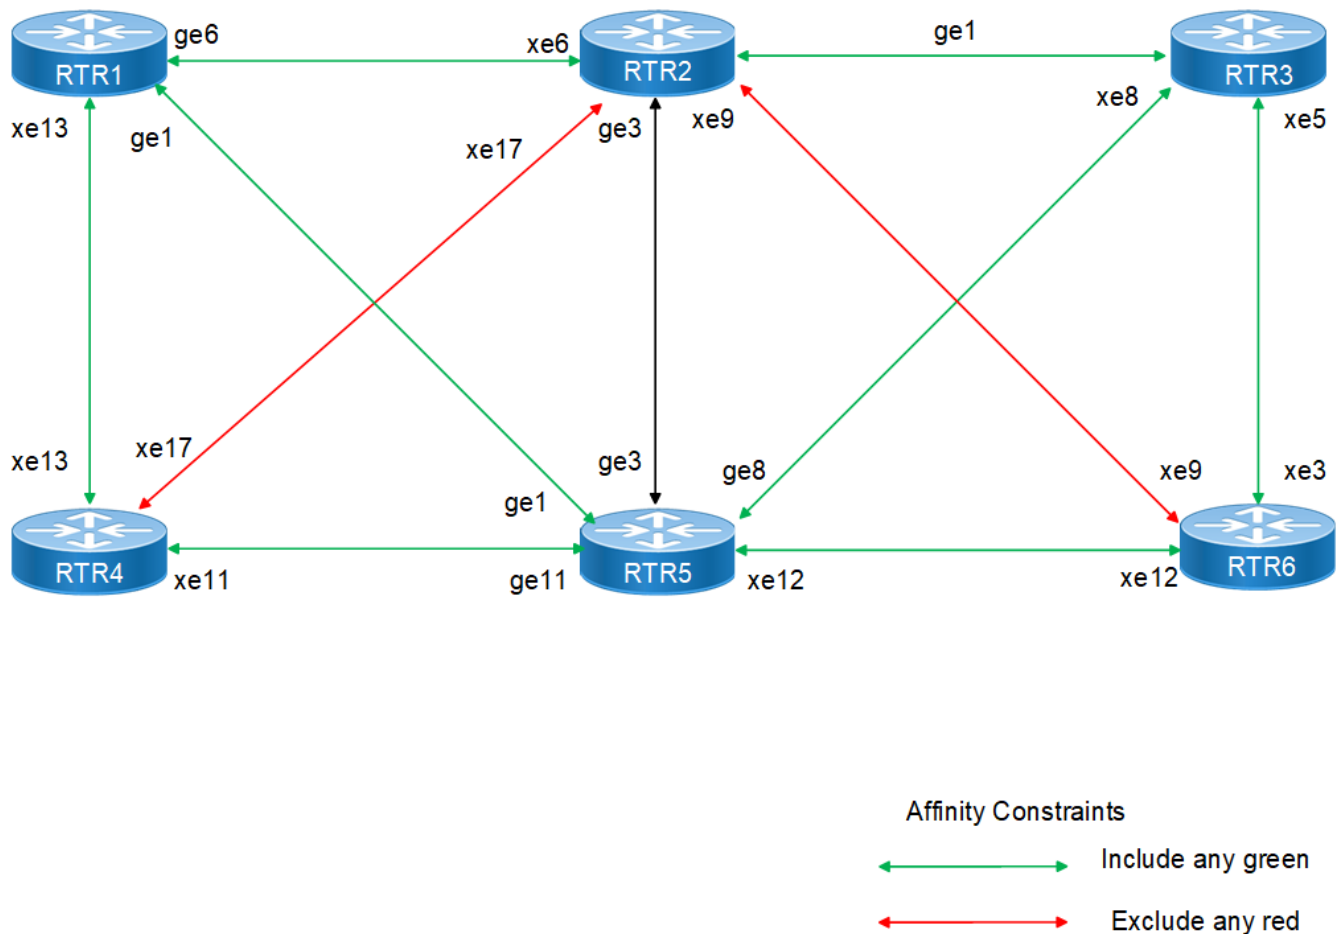 ge6
xe6
ge1
RTR1
RTR2
RTR3
xe13
ge1
xe17
ge3
xe9
xe8
xe5
xe13
xe17
ge1
ge3
ge8
xe9
xe3
RTR4
xe11
ge11
RTR5
xe12
xe12
RTR6
Affinity Constraints
Include any green
Exclude any red